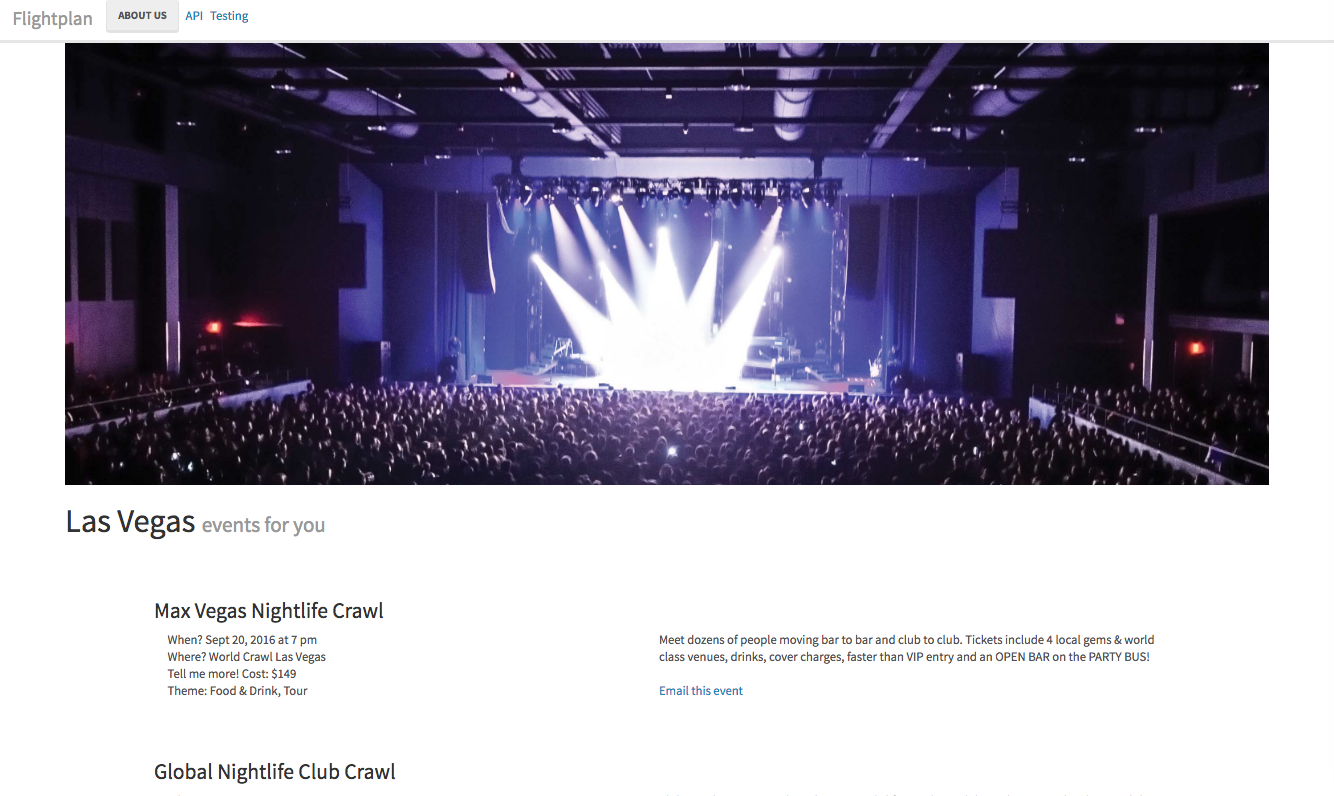 Flightplan ABOUT US API Testing
Las Vegas events for you
Max Vegas Nightlife Crawl
When? Sept 20, 2016 at 7 pm
Where? World Crawl Las Vegas
Tell me more! Cost: $149
Theme: Food & Drink, Tour
Meet dozens of people moving bar to bar and club to club. Tickets include 4 local gems & world
class venues, drinks, cover charges, faster than VIP entry and an OPEN BAR on the PARTY BUS!
Email this event
Global Nightlife Club Crawl